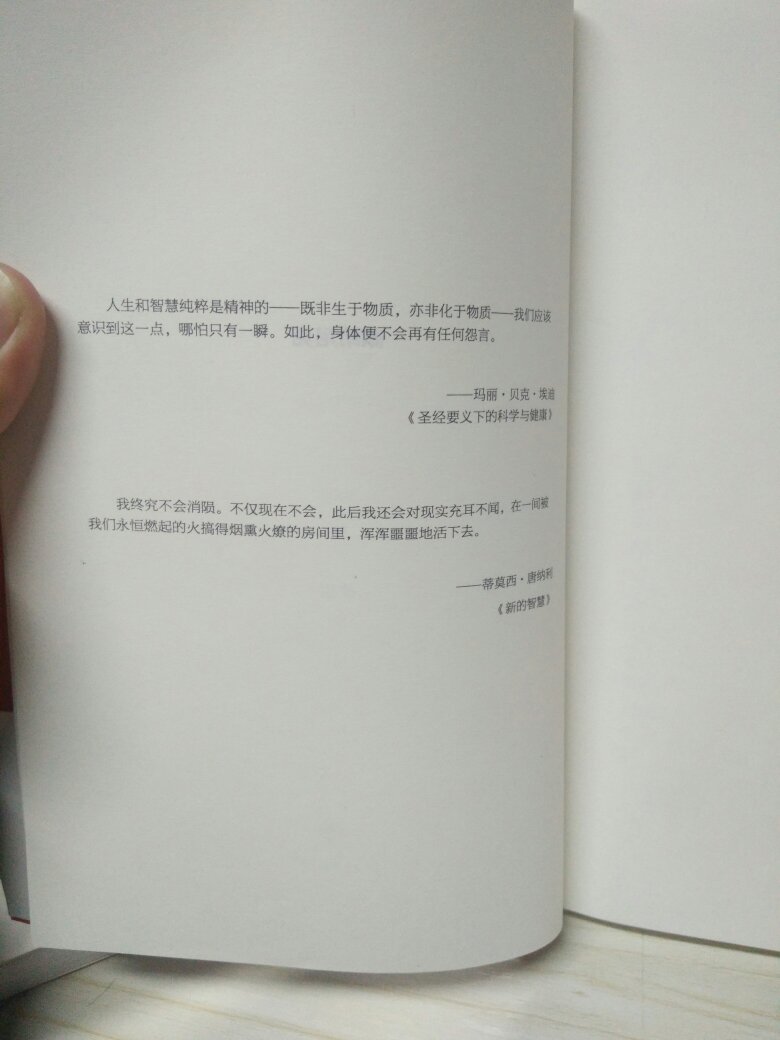 人生和智慧纯粹是精神的——既非生于物质，亦非化于物质——我们应该
意识到这一点，哪怕只有一瞬。如此，身体便不会再有任何怨言。
——玛丽·贝克·埃迪
《圣经要义下的科学与健康》
我终究不会消陨。不仅现在不会，此后我还会对现实充耳不闻，在一间被
我们永恒燃起的火搞得烟熏火燎的房间里，浑浑噩噩地活下去。
——蒂莫西·唐纳利
《新的智慧》